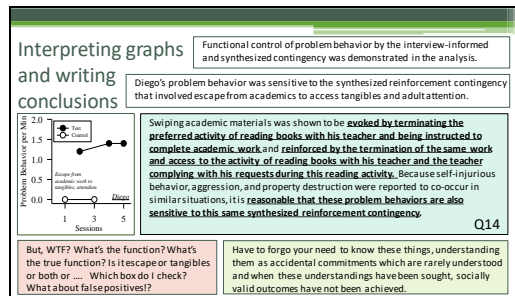 Interpreting graphs
and writing
conclusions
Functional control of problem behavior by the interview-informed
and synthesized contingency was demonstrated in the analysis.
Diego's problem behavior was sensitive to the synthesized reinforcement contingency
that involved escape from academics to access tangibles and adult attention.
Problem Behavior per Min
2.0
1.5
1.0
0.5
0.0
Test
Control
Escape from
academic work to
tangibles, attention
Diego
1 3 5
Sessions
Swiping academic materials was shown to be evoked by terminating the
preferred activity of reading books with his teacher and being instructed to
complete academic work and reinforced by the termination of the same work
and access to the activity of reading books with his teacher and the teacher
complying with his requests during this reading activity. Because self-injurious
behavior, aggression, and property destruction were reported to co-occur in
similar situations, it is reasonable that these problem behaviors are also
sensitive to this same synthesized reinforcement contingency.
Q14
But, WTF? What's the function? What's
the true function? Is it escape or tangibles
or both or .... Which box do I check?
What about false positives!?
Have to forgo your need to know these things, understanding
them as accidental commitments which are rarely understood
and when these understandings have been sought, socially
valid outcomes have not been achieved.